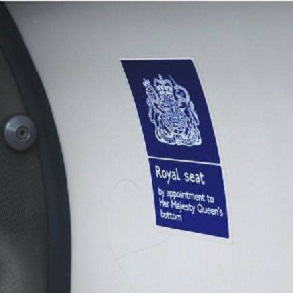 Royal seat
by appointment to
Her Majesty Queen's
bottom